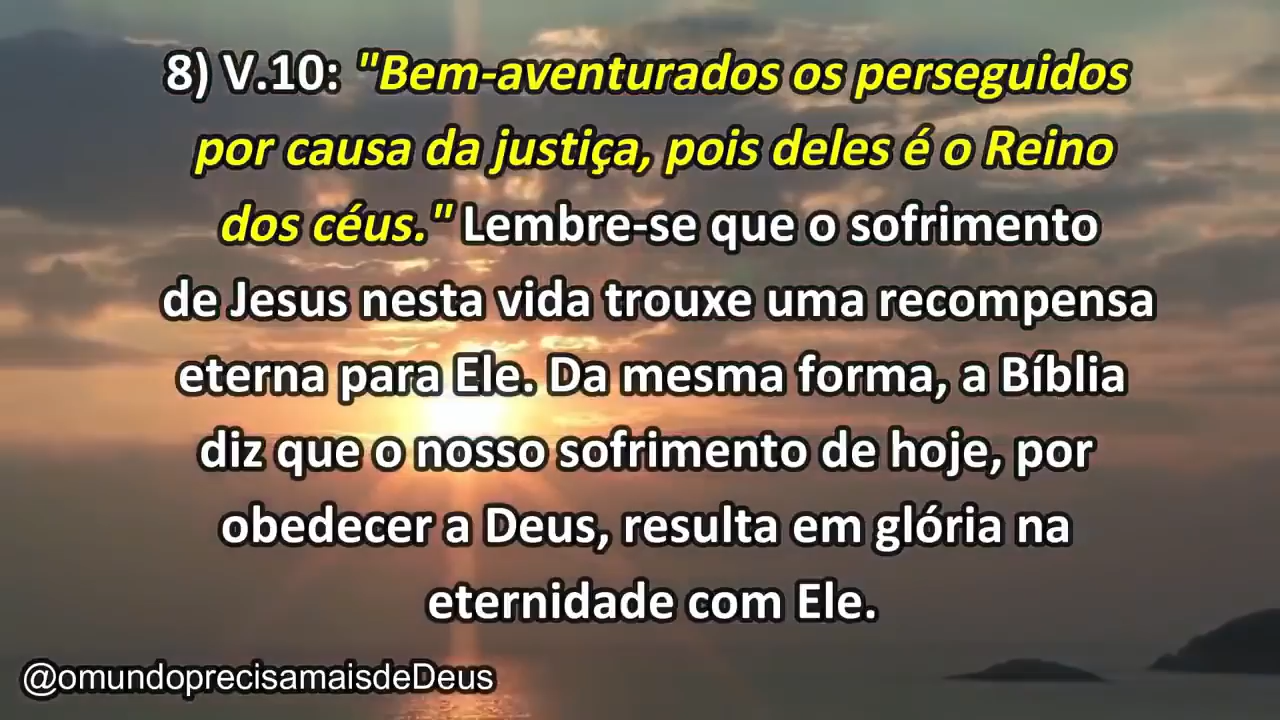 8) V.10: "Bem-aventurados os perseguidos
por causa da justiça, pois deles é o Reino
dos céus." Lembre-se que o sofrimento
de Jesus nesta vida trouxe uma recompensa
eterna para Ele. Da mesma forma, a Bíblia
diz que o nosso sofrimento de hoje, por
obedecer a Deus, resulta em glória na
eternidade com Ele.
@omundoprecisamaisdeDeus